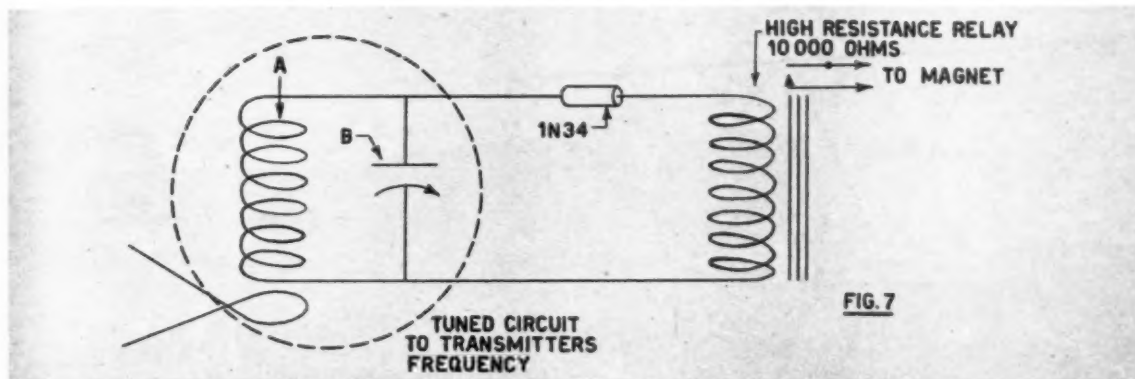 A
B
1N34
HIGH RESISTANCE RELAY
10 000 OHMS
TO MAGNET
TUNED CIRCUIT
TO TRANSMITTERS
FREQUENCY
FIG. 7